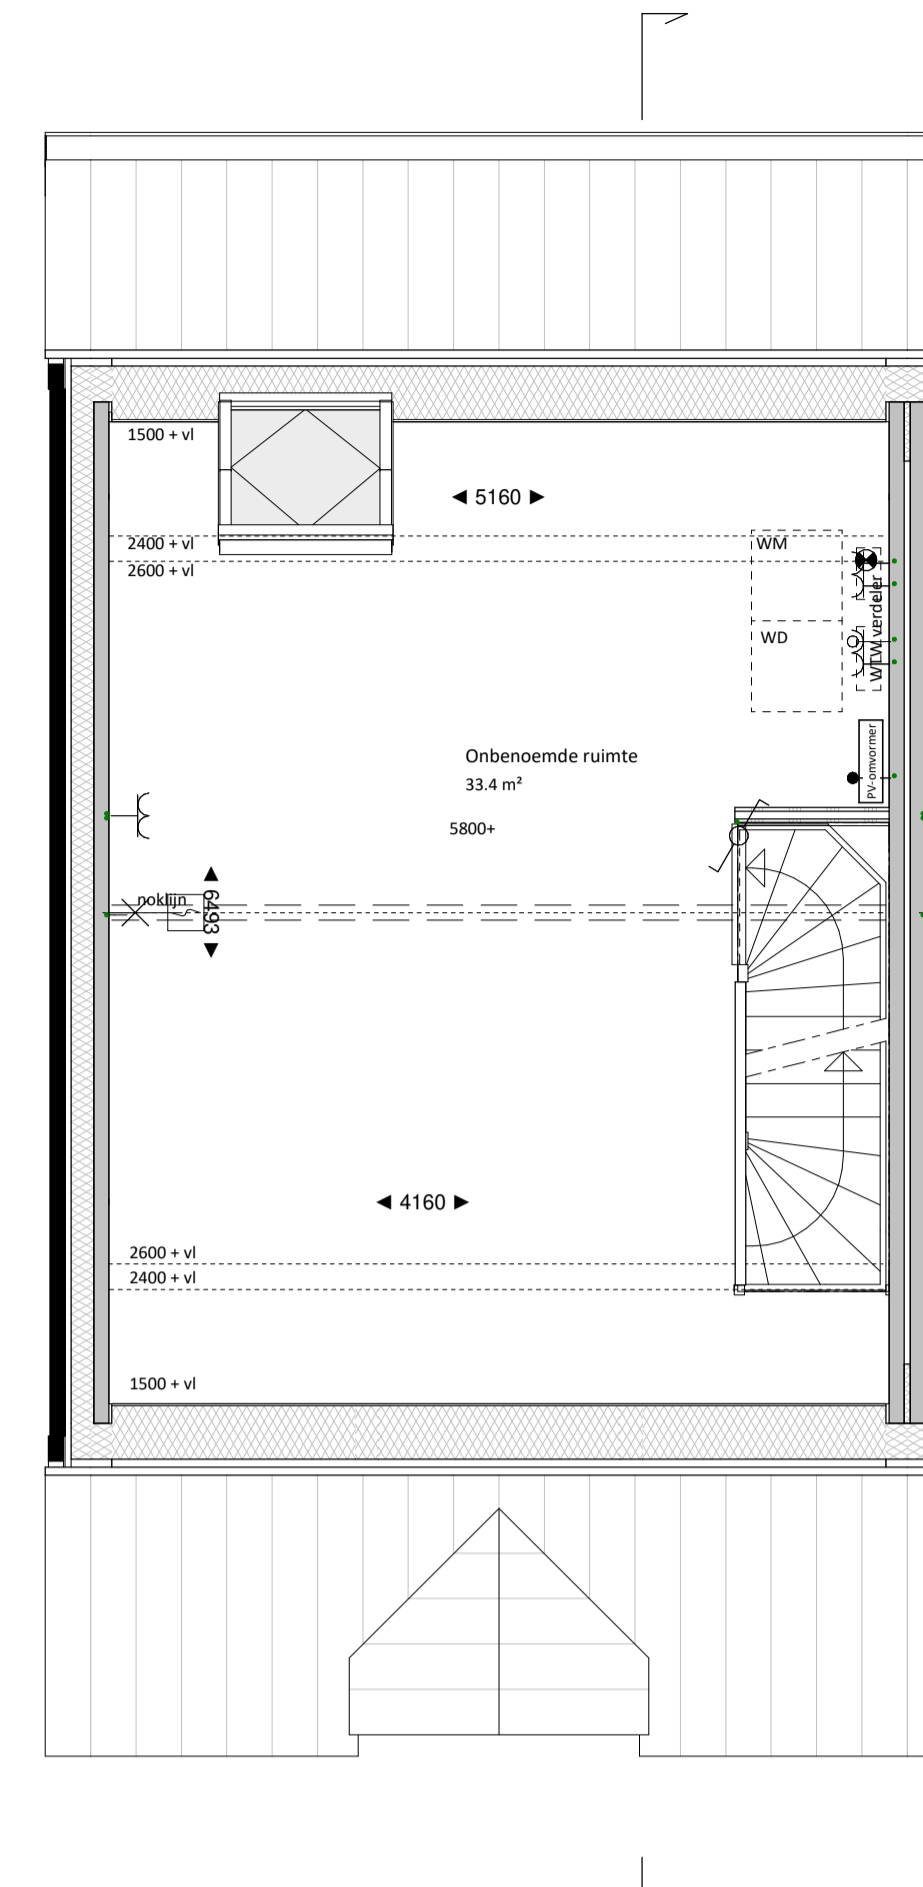 1500 + vl
◄ 5160 ►
2400 + vl
WM
2600 + vl
WTW verdeler
WD
PV-omvormer
Onbenoemde ruimte
33.4 m²
5800+
noklijn
◄ 6493 ►
◄ 4160 ►
2600 + vl
2400 + vl
1500 + vl